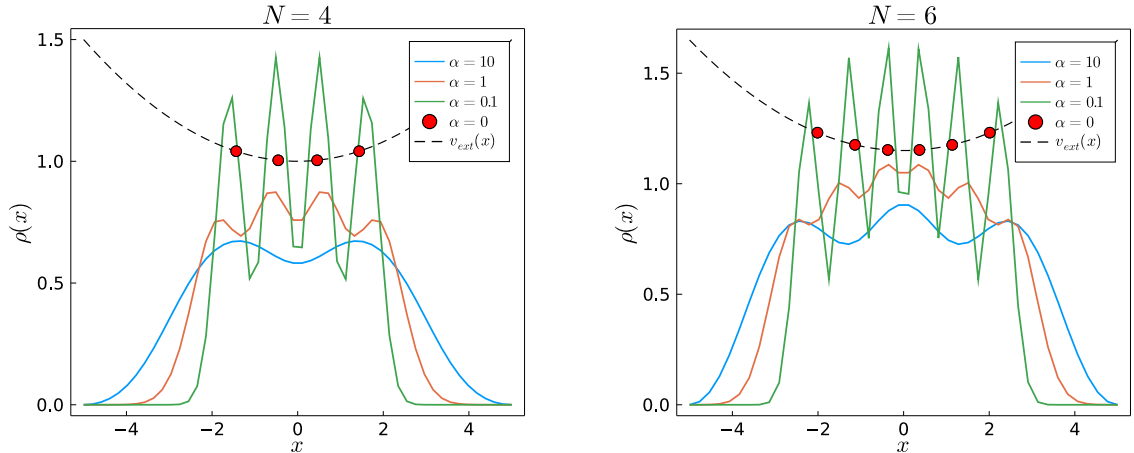 N = 4
1.5
1.0
0.5
0.0
ρ(x)
−4
−2
0
2
4
x
α = 10
α = 1
α = 0.1
α = 0
v_ext(x)
N = 6
1.5
1.0
0.5
0.0
ρ(x)
−4
−2
0
2
4
x
α = 10
α = 1
α = 0.1
α = 0
v_ext(x)